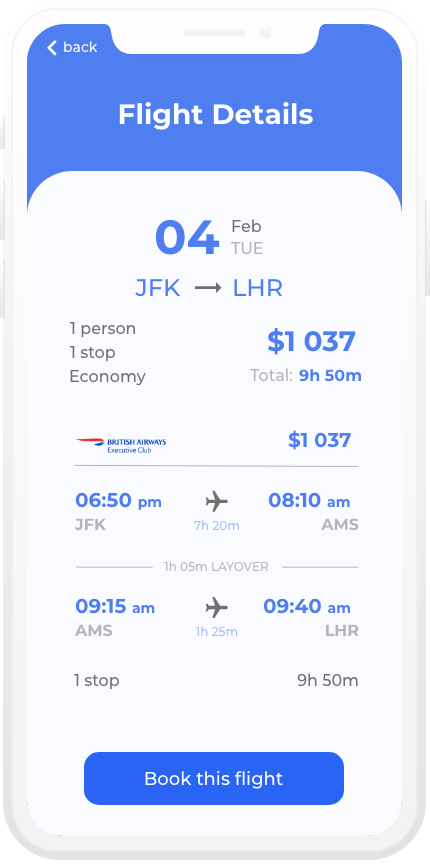 back
Flight Details
04 Feb
TUE
JFK → LHR
1 person
1 stop
Economy
$1 037
Total: 9h 50m
BRITISH AIRWAYS
Executive Club
$1 037
06:50 pm 08:10 am
JFK 7h 20m AMS
1h 05m LAYOVER
09:15 am 09:40 am
AMS 1h 25m LHR
1 stop 9h 50m
Book this flight